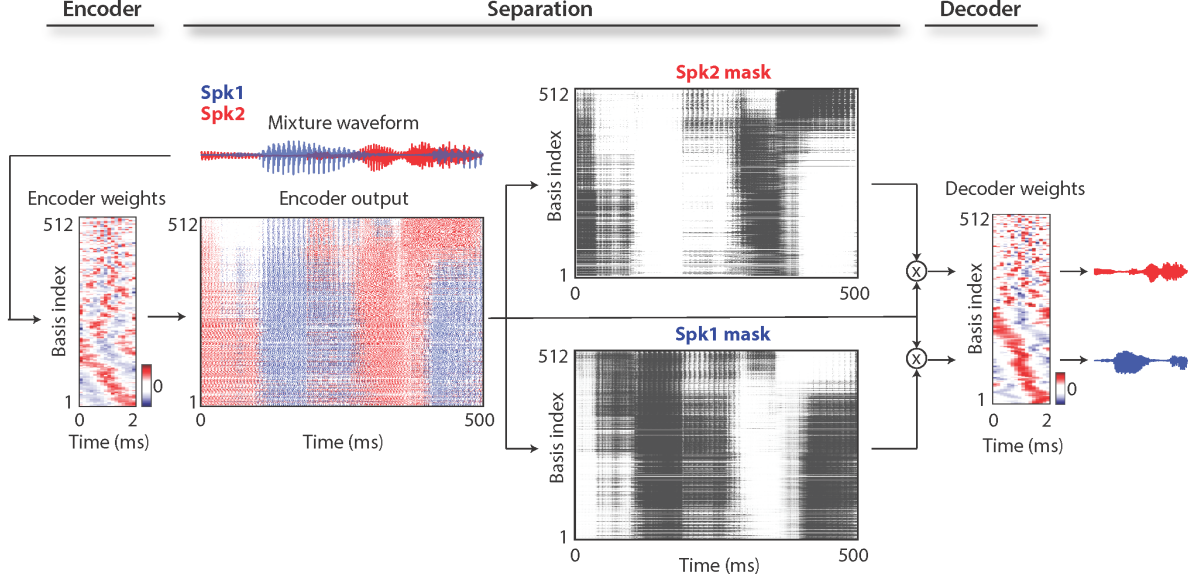 Encoder
Separation
Decoder
Spk1
Spk2
Mixture waveform
Encoder weights
512
Basis index
1
0
2
Time (ms)
0
Encoder output
512
1
0
500
Time (ms)
Spk2 mask
512
Basis index
1
0
500
Spk1 mask
512
Basis index
1
0
500
Time (ms)
x
x
Decoder weights
512
Basis index
1
0
2
Time (ms)
0